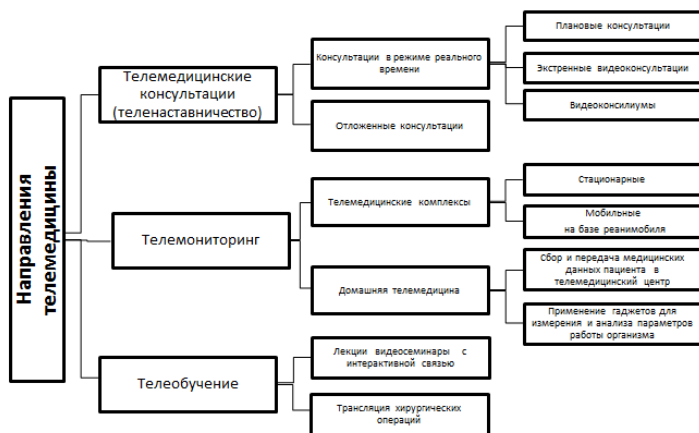 Направления
телемедицины
Телемедицинские
консультации
(теленаставничество)
Консультации в режиме реального
времени
Плановые консультации
Экстренные видеоконсультации
Видеоконсилиумы
Отложенные консультации
Телемониторинг
Телемедицинские комплексы
Стационарные
Мобильные
на базе реанимобиля
Домашняя телемедицина
Сбор и передача медицинских
данных пациента в
телемедицинский центр
Применение гаджетов для
измерения и анализа параметров
работы организма
Телеобучение
Лекции видеосеминары с
интерактивной связью
Трансляция хирургических
операций